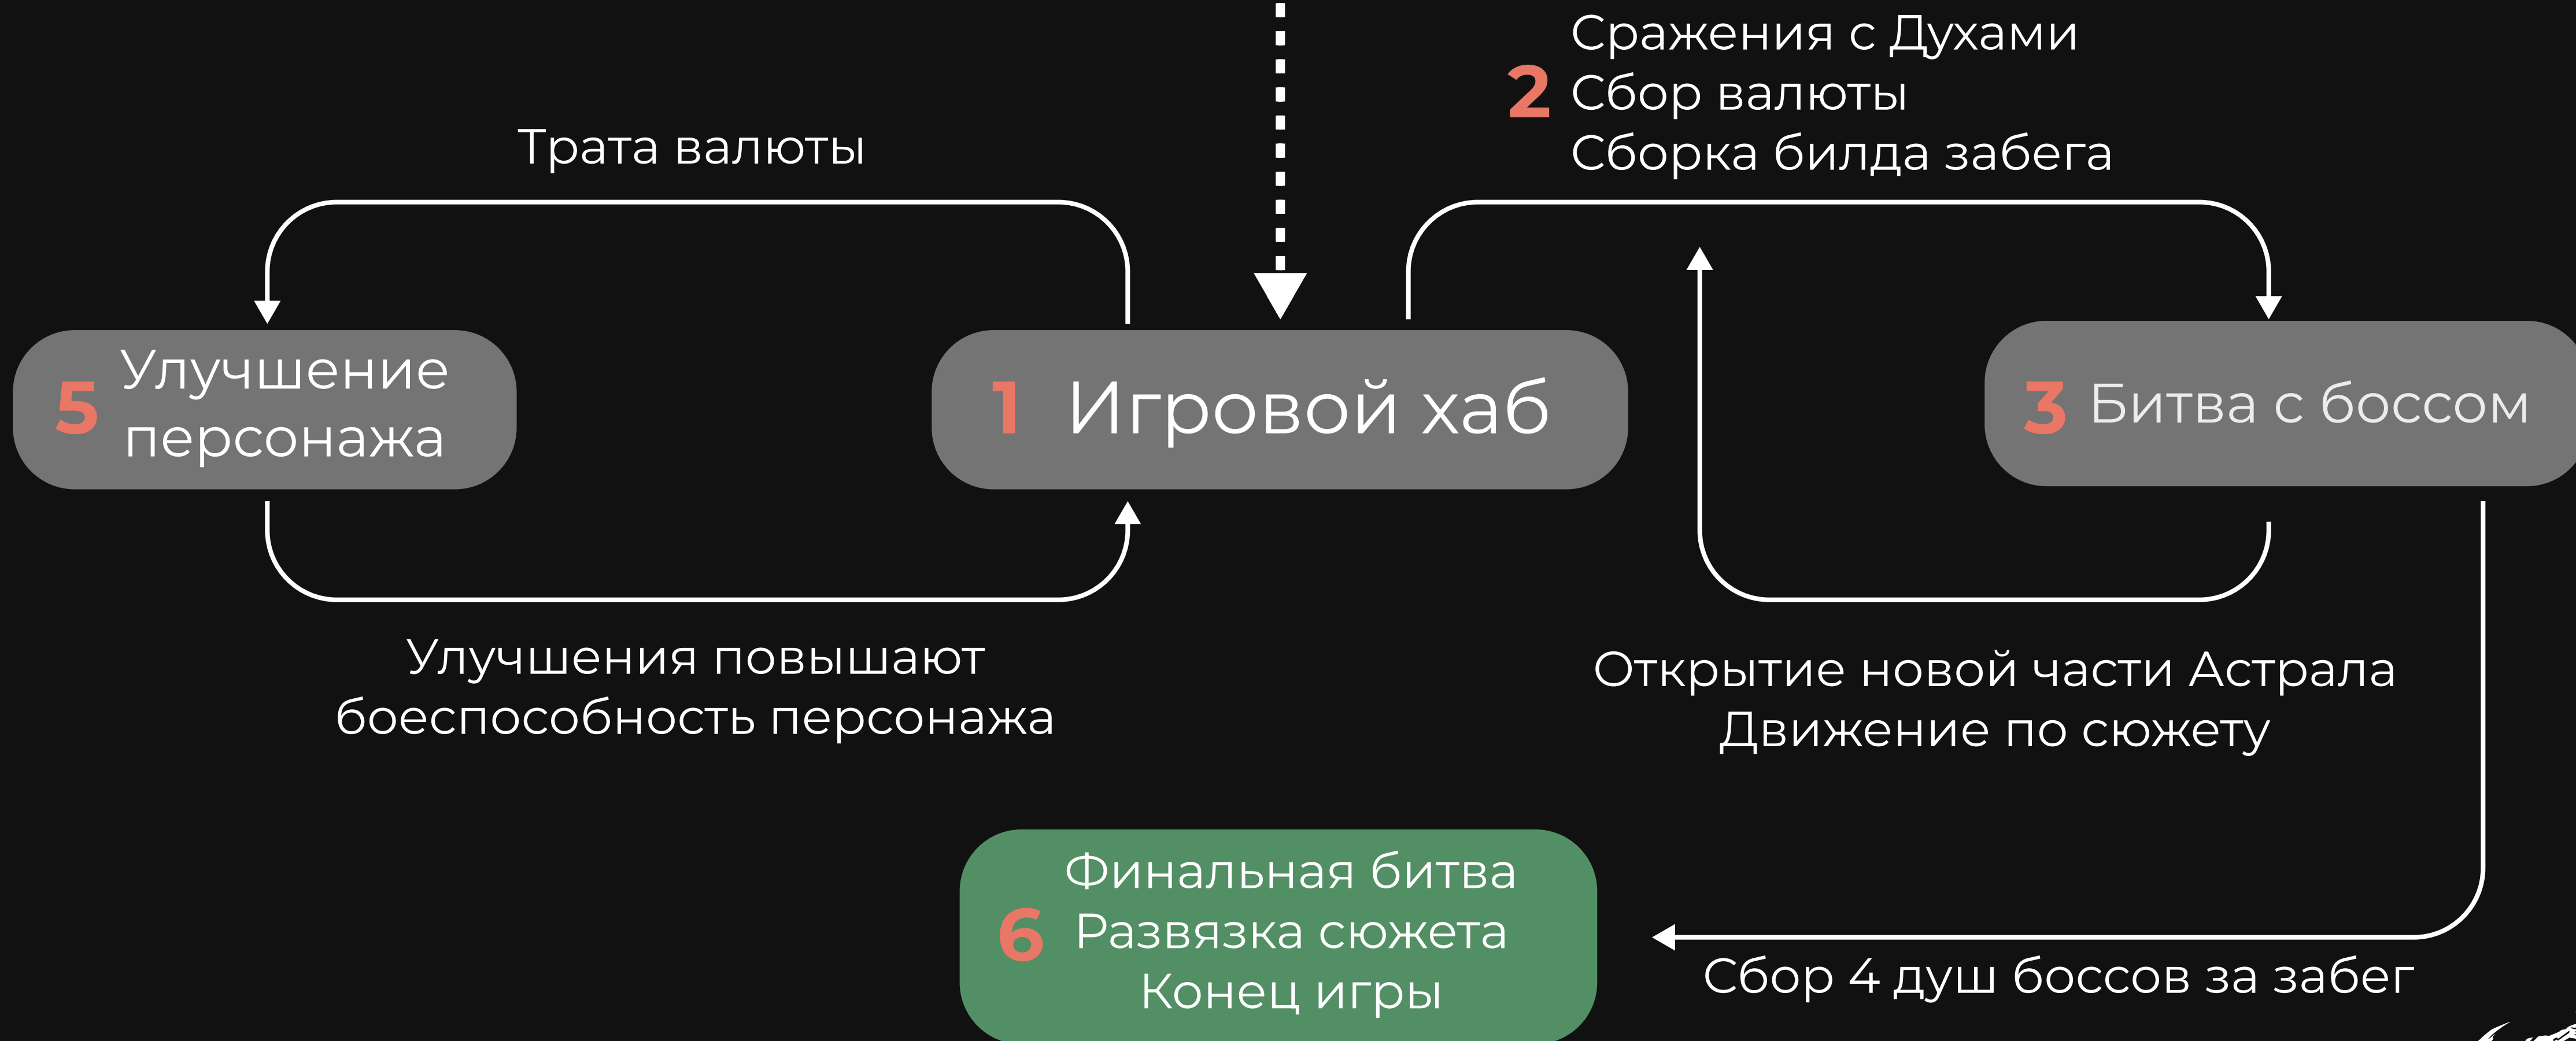 Трата валюты
2
Сражения с Духами
Сбор валюты
Сборка билда забега
5
Улучшение
персонажа
1 Игровой хаб
3 Битва с боссом
Улучшения повышают
боеспособность персонажа
Открытие новой части Астрала
Движение по сюжету
6
Финальная битва
Развязка сюжета
Конец игры
Сбор 4 душ боссов за забег